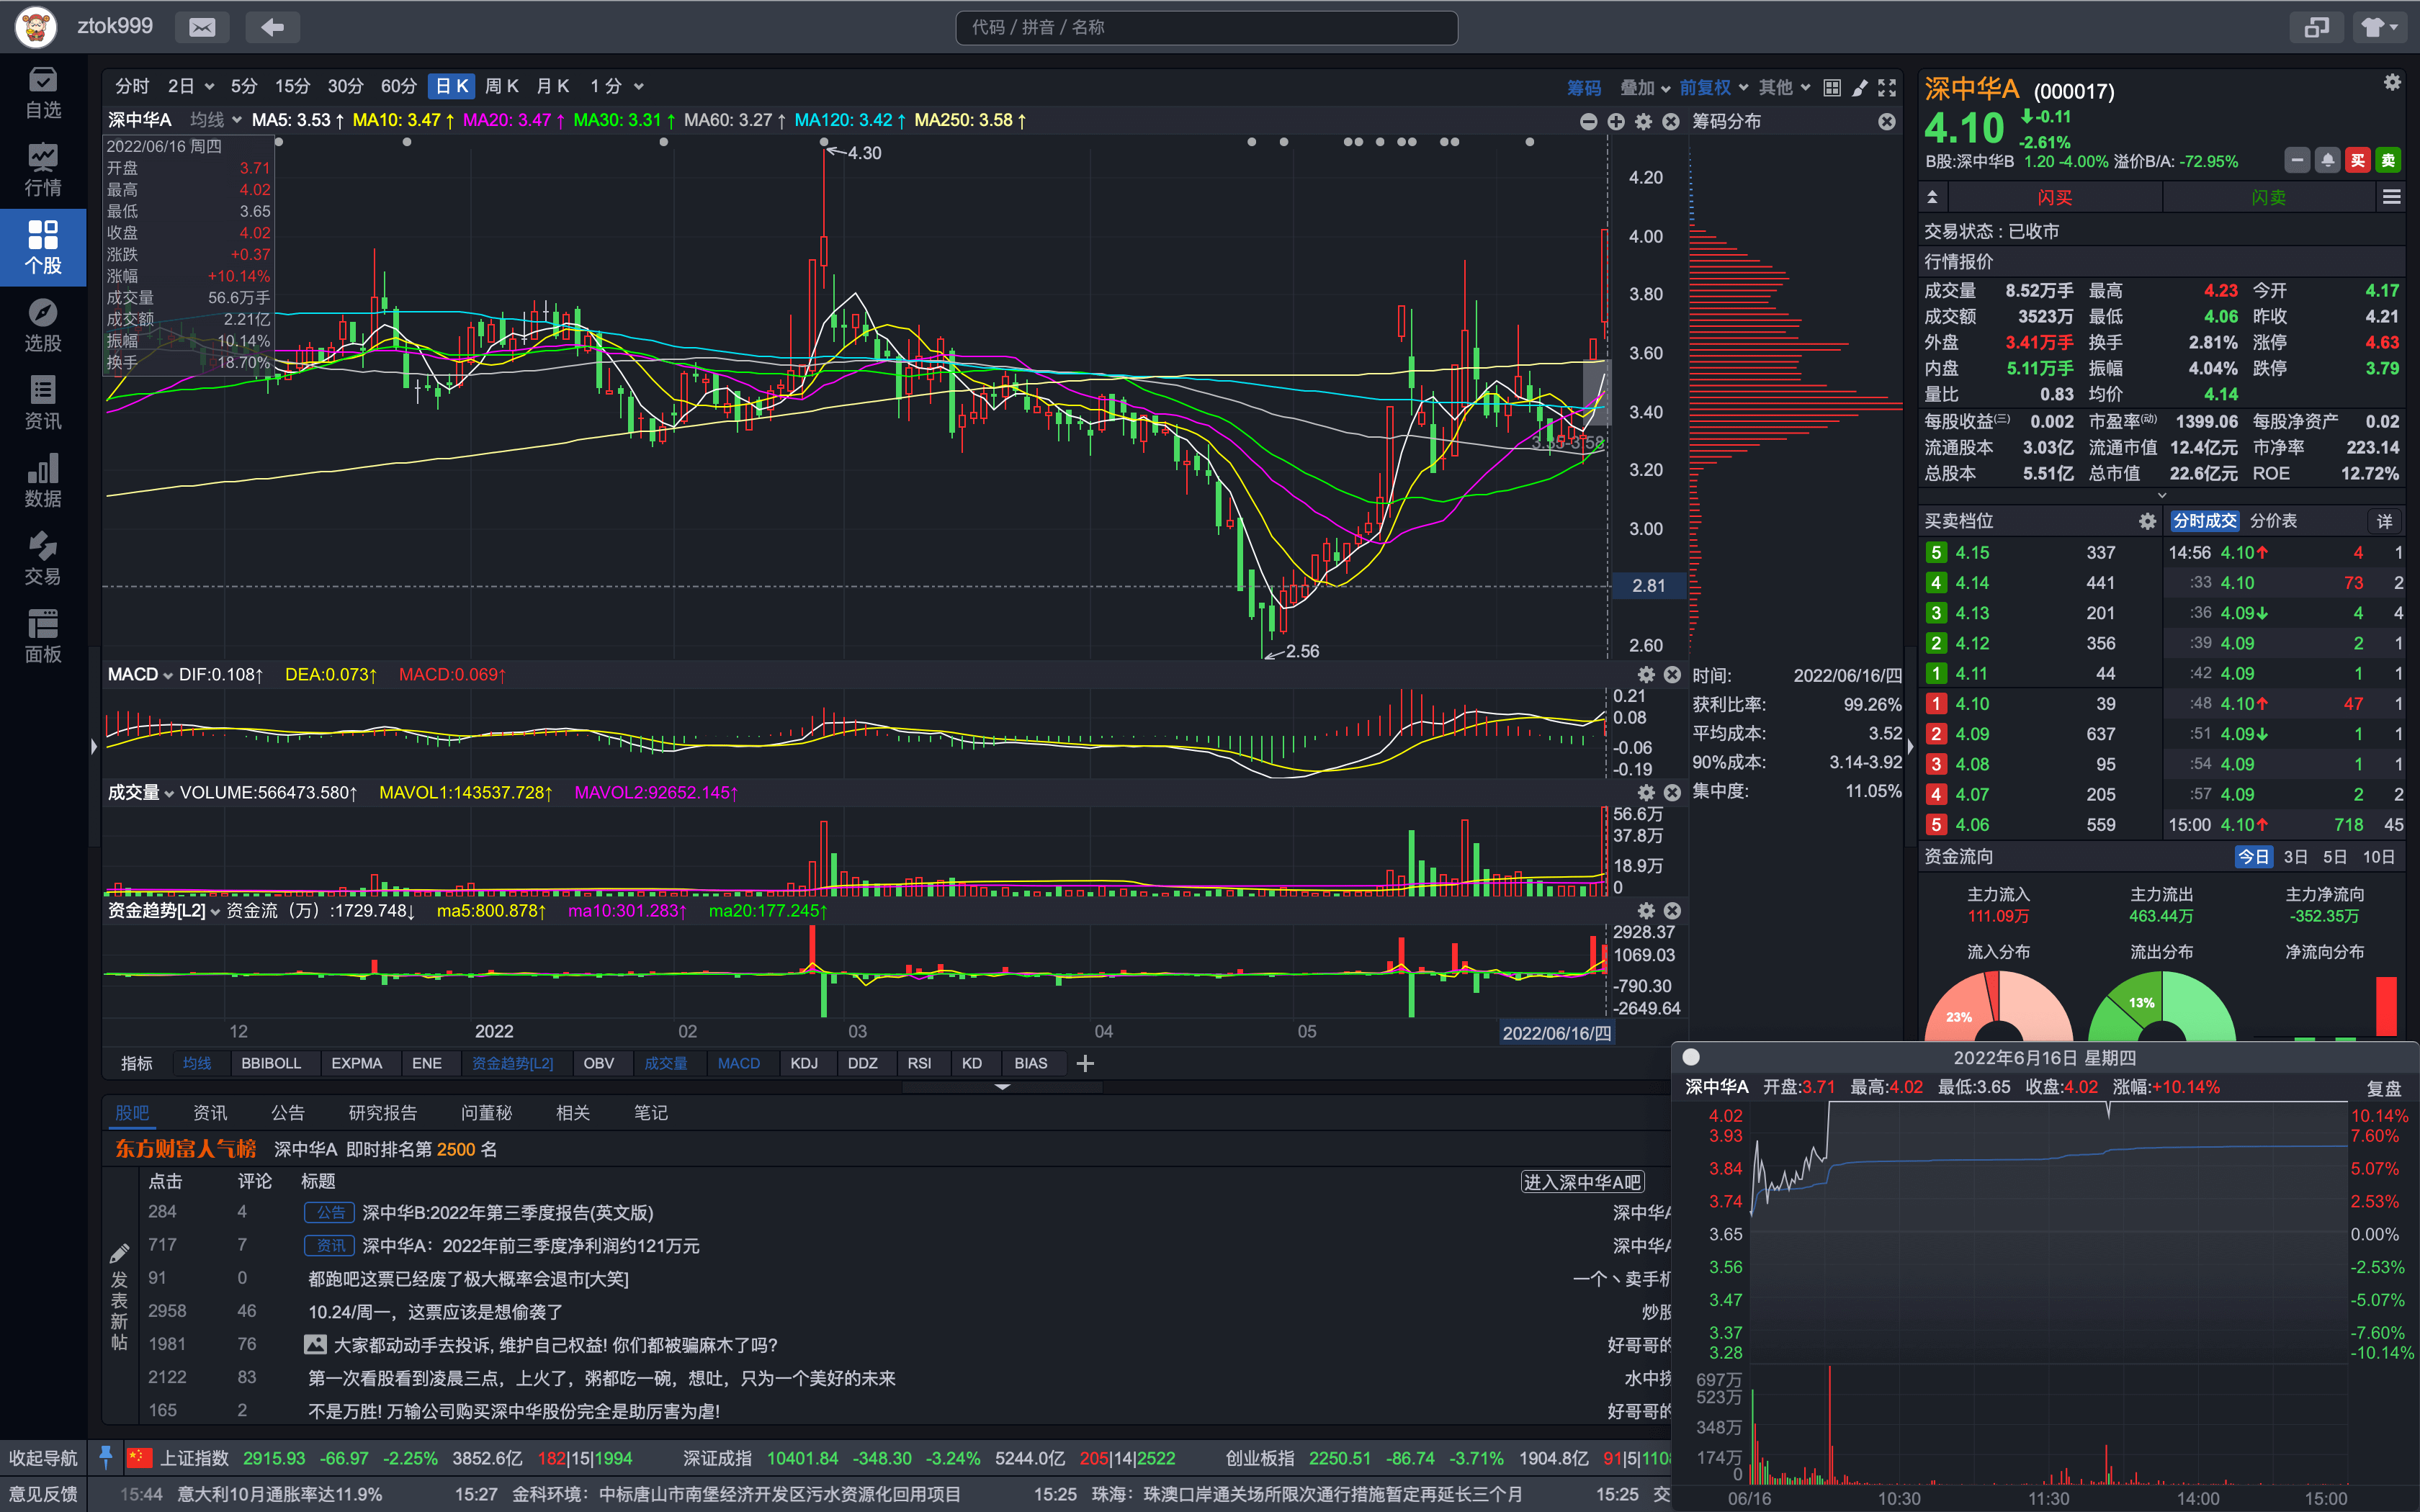 ztok999
代码 / 拼音 / 名称
自选
行情
个股
选股
资讯
数据
交易
面板
分时 2日 5分 15分 30分 60分 日K 周K 月K 1分 筹码 叠加 前复权 其他
深中华A 均线 MA5: 3.53↑ MA10: 3.47↑ MA20: 3.47↑ MA30: 3.31↑ MA60: 3.27↑ MA120: 3.42↑ MA250: 3.58↑
筹码分布
2022/06/16 周四
开盘 3.71
最高 4.02
最低 3.65
收盘 4.02
涨跌 +0.37
涨幅 +10.14%
成交量 56.6万手
成交额 2.21亿
振幅 10.14%
换手 18.70%
4.30
4.20
4.00
3.80
3.60
3.40
3.20
3.00
2.81
2.60
2.56
MACD DIF:0.108↑ DEA:0.073↑ MACD:0.069↑
0.21
0.08
-0.06
-0.19
成交量 VOLUME:566473.580↑ MAVOL1:143537.728↑ MAVOL2:92652.145↑
56.6万
37.8万
18.9万
0
资金趋势[L2] 资金流（万）:1729.748↓ ma5:800.878↑ ma10:301.283↑ ma20:177.245↑
2928.37
1069.03
-790.30
-2649.64
12 2022 02 03 04 05 2022/06/16/四
时间: 2022/06/16/四
获利比率: 99.26%
平均成本: 3.52
90%成本: 3.14-3.92
集中度: 11.05%
指标 均线 BBIBOLL EXPMA ENE 资金趋势[L2] OBV 成交量 MACD KDJ DDZ RSI KD BIAS
深中华A (000017)
4.10 -0.11
-2.61%
B股:深中华B 1.20 -4.00% 溢价B/A: -72.95% 买 卖
闪买 闪卖
交易状态 : 已收市
行情报价
成交量 8.52万手 最高 4.23 今开 4.17
成交额 3523万 最低 4.06 昨收 4.21
外盘 3.41万手 换手 2.81% 涨停 4.63
内盘 5.11万手 振幅 4.04% 跌停 3.79
量比 0.83 均价 4.14
每股收益(三) 0.002 市盈率(动) 1399.06 每股净资产 0.02
流通股本 3.03亿 流通市值 12.4亿元 市净率 223.14
总股本 5.51亿 总市值 22.6亿元 ROE 12.72%
买卖档位 分时成交 分价表 详
5 4.15 337 14:56 4.10↑ 4 1
4 4.14 441 :33 4.10 73 2
3 4.13 201 :36 4.09↓ 4 4
2 4.12 356 :39 4.09 2 1
1 4.11 44 :42 4.09 1 1
1 4.10 39 :48 4.10↑ 47 1
2 4.09 637 :51 4.09↓ 1 1
3 4.08 95 :54 4.09 1 1
4 4.07 205 :57 4.09 2 2
5 4.06 559 15:00 4.10↑ 718 45
资金流向 今日 3日 5日 10日
主力流入 主力流出 主力净流向
111.09万 463.44万 -352.35万
流入分布 流出分布 净流向分布
23% 13%
股吧 资讯 公告 研究报告 问董秘 相关 笔记
东方财富人气榜 深中华A 即时排名第 2500 名
点击 评论 标题 进入深中华A吧
284 4 公告 深中华B:2022年第三季度报告(英文版) 深中华A
717 7 资讯 深中华A：2022年前三季度净利润约121万元 深中华A
91 0 都跑吧这票已经废了极大概率会退市[大笑] 一个丶卖手机
2958 46 10.24/周一，这票应该是想偷袭了 炒股
1981 76 大家都动动手去投诉, 维护自己权益! 你们都被骗麻木了吗? 好哥哥的
2122 83 第一次看股看到凌晨三点，上火了，粥都吃一碗，想吐，只为一个美好的未来 水中捞
165 2 不是万胜! 万输公司购买深中华股份完全是助厉害为虐! 好哥哥的
发表新帖
2022年6月16日 星期四
深中华A 开盘:3.71 最高:4.02 最低:3.65 收盘:4.02 涨幅:+10.14% 复盘
4.02 10.14%
3.93 7.60%
3.84 5.07%
3.74 2.53%
3.65 0.00%
3.56 -2.53%
3.47 -5.07%
3.37 -7.60%
3.28 -10.14%
697万
523万
348万
174万
0
06/16 10:30 11:30 14:00 15:00
收起导航 上证指数 2915.93 -66.97 -2.25% 3852.6亿 182|15|1994 深证成指 10401.84 -348.30 -3.24% 5244.0亿 205|14|2522 创业板指 2250.51 -86.74 -3.71% 1904.8亿 91|5|110
意见反馈 15:44 意大利10月通胀率达11.9% 15:27 金科环境：中标唐山市南堡经济开发区污水资源化回用项目 15:25 珠海：珠澳口岸通关场所限次通行措施暂定再延长三个月 15:25 交